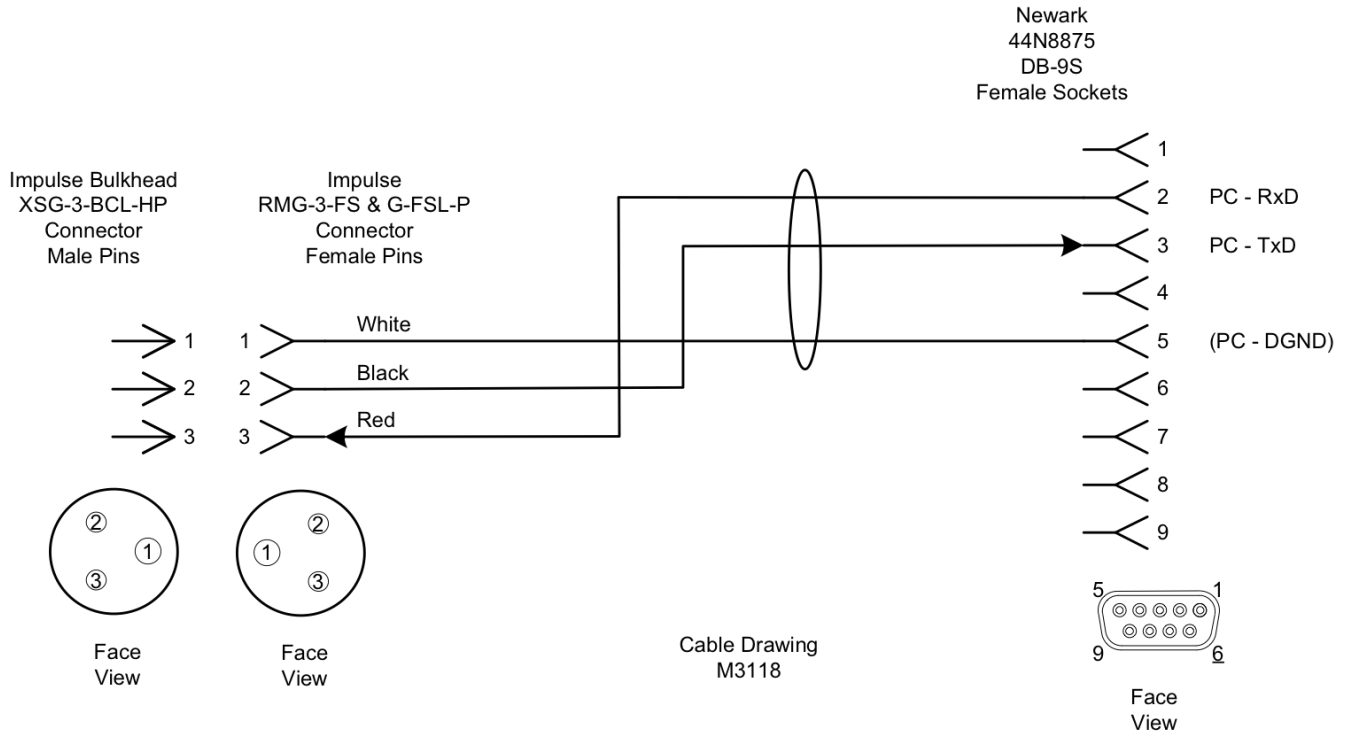 Newark
44N8875
DB-9S
Female Sockets
Impulse Bulkhead
XSG-3-BCL-HP
Connector
Male Pins
Impulse
RMG-3-FS & G-FSL-P
Connector
Female Pins
1
2 PC - RxD
3 PC - TxD
4
5 (PC - DGND)
6
7
8
9
1 1 White
2 2 Black
3 3 Red
2
1
3
2
1
3
Face
View
Face
View
Cable Drawing
M3118
5 1
9 6
Face
View